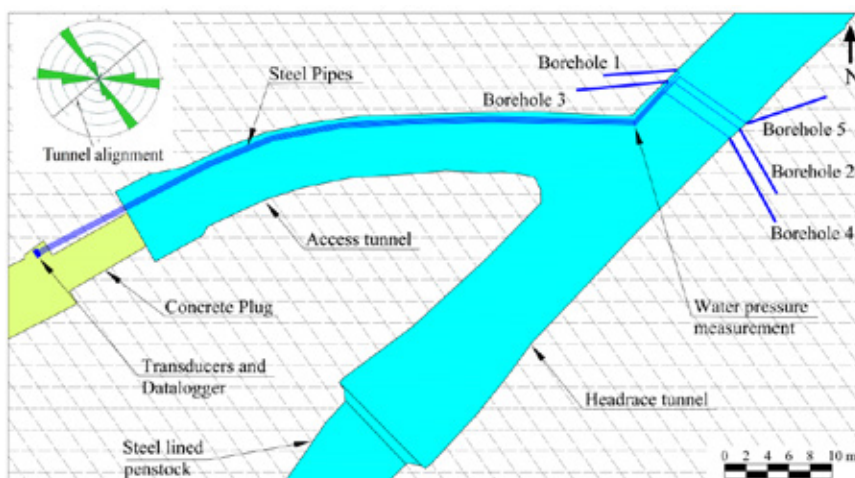 Borehole 1
N
Steel Pipes
Borehole 3
Borehole 5
Tunnel alignment
Borehole 2
Borehole 4
Access tunnel
Concrete Plug
Water pressure
measurement
Transducers and
Datalogger
Headrace tunnel
Steel lined
penstock
0 2 4 6 8 10 m